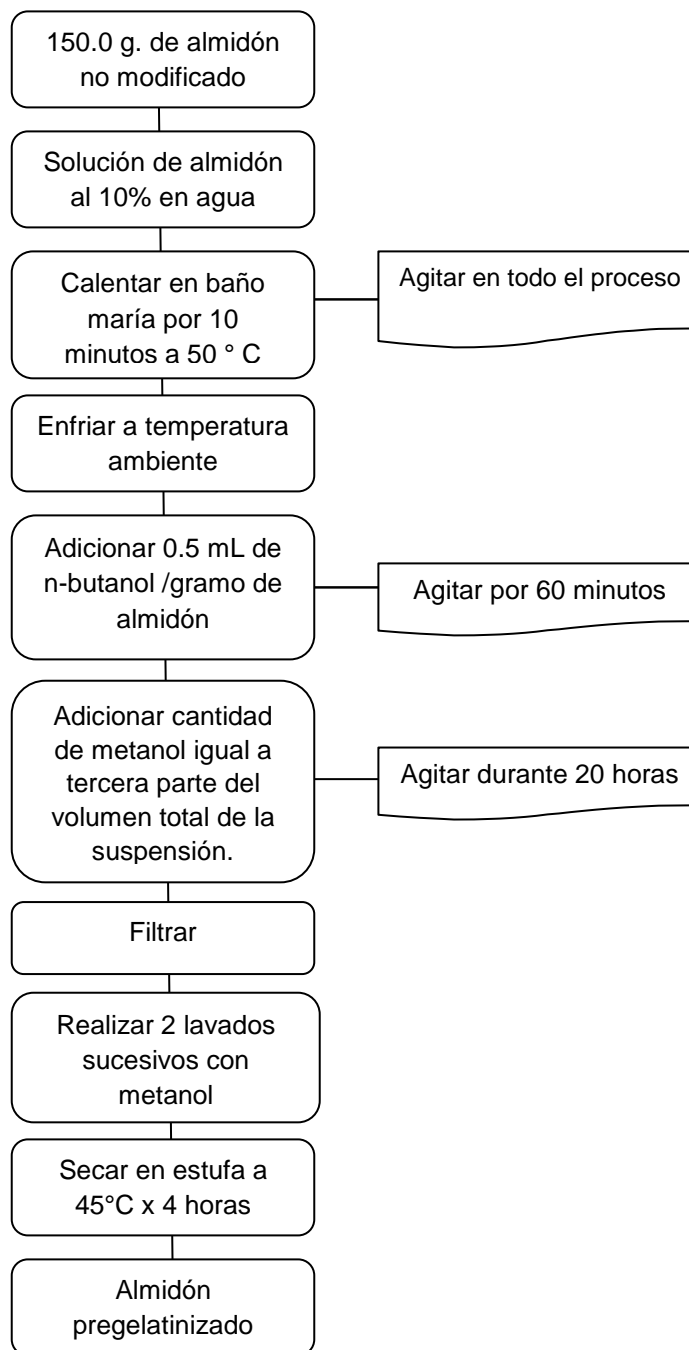 150.0 g. de almidón
no modificado
Solución de almidón
al 10% en agua
Calentar en baño
maría por 10
minutos a 50 ° C
Agitar en todo el proceso
Enfriar a temperatura
ambiente
Adicionar 0.5 mL de
n-butanol /gramo de
almidón
Agitar por 60 minutos
Adicionar cantidad
de metanol igual a
tercera parte del
volumen total de la
suspensión.
Agitar durante 20 horas
Filtrar
Realizar 2 lavados
sucesivos con
metanol
Secar en estufa a
45°C x 4 horas
Almidón
pregelatinizado